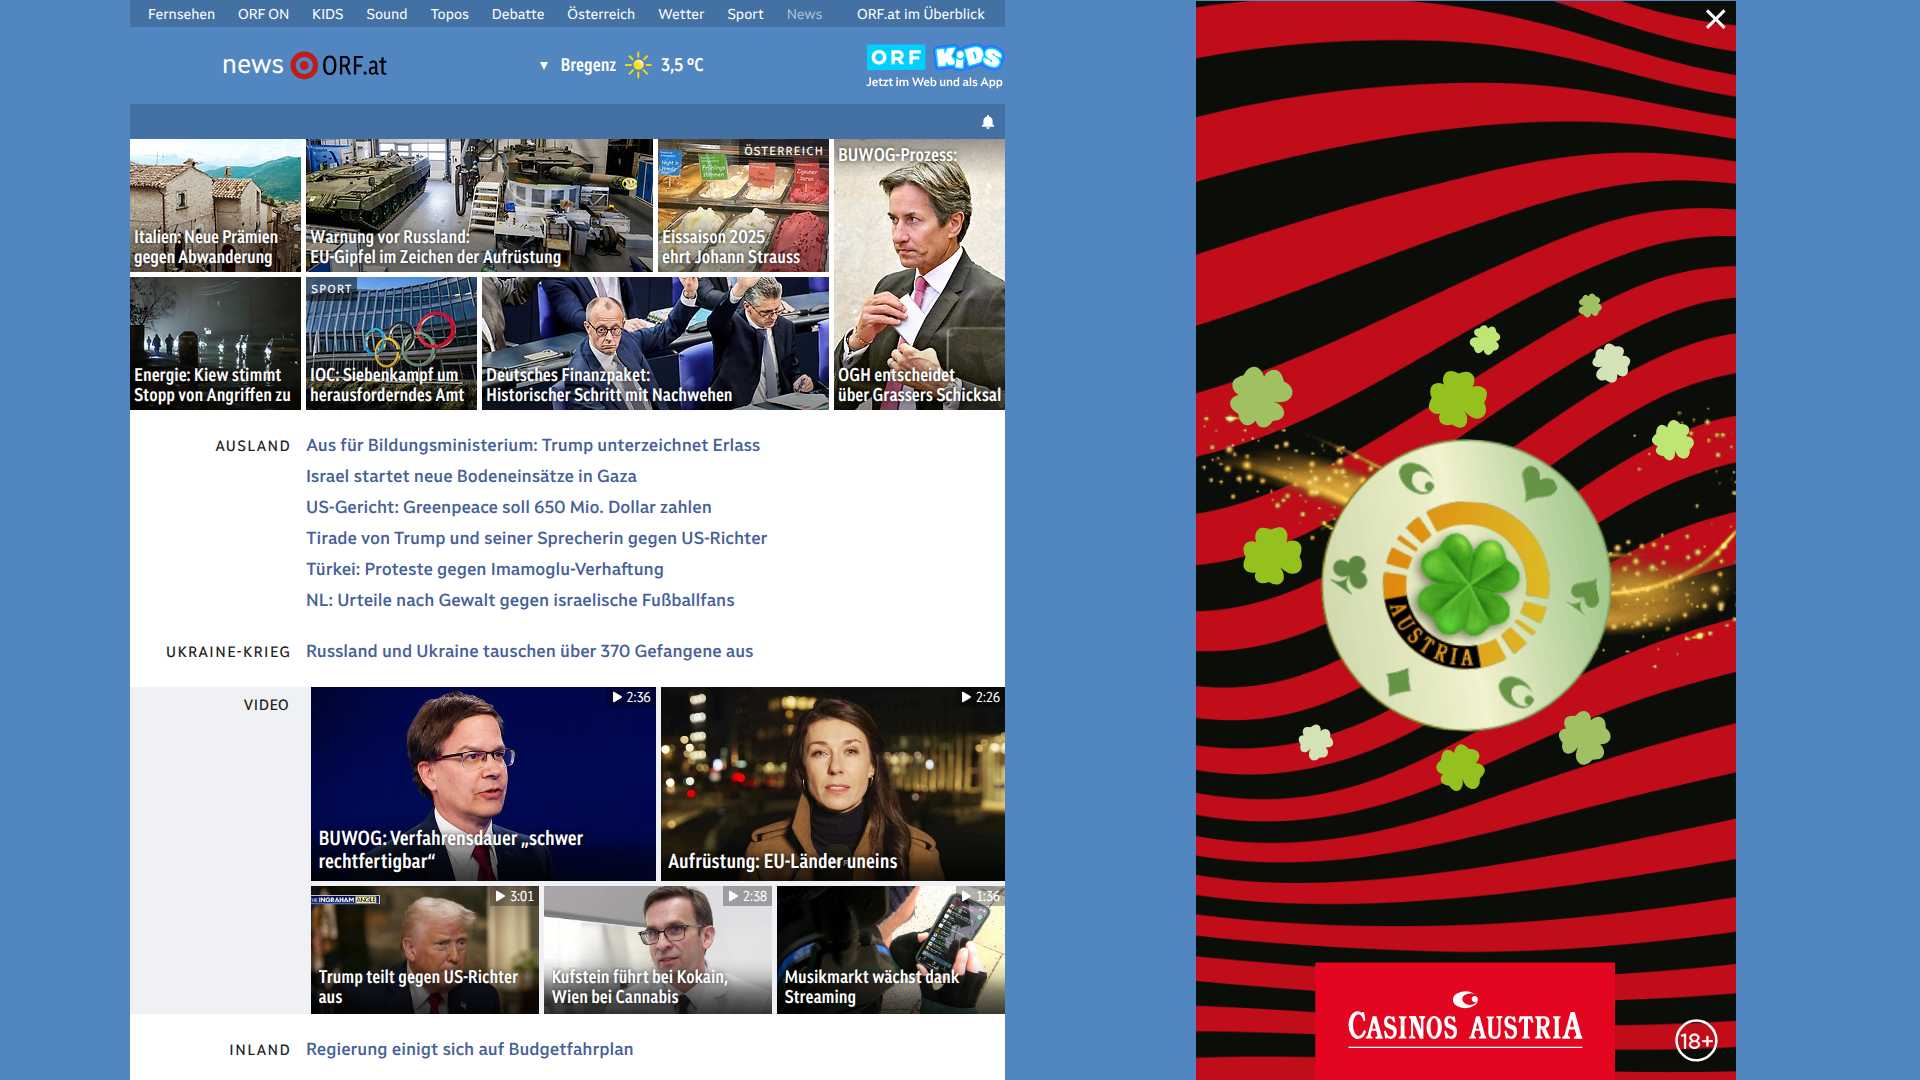 Fernsehen ORF ON KIDS Sound Topos Debatte Österreich Wetter Sport News ORF.at im Überblick
news ORF.at
Bregenz 3,5 °C
ORF KiDS
Jetzt im Web und als App
Italien: Neue Prämien
gegen Abwanderung
Warnung vor Russland:
EU-Gipfel im Zeichen der Aufrüstung
ÖSTERREICH
Eissaison 2025
ehrt Johann Strauss
BUWOG-Prozess:
OGH entscheidet
über Grassers Schicksal
Energie: Kiew stimmt
Stopp von Angriffen zu
SPORT
IOC: Siebenkampf um
herausforderndes Amt
Deutsches Finanzpaket:
Historischer Schritt mit Nachwehen
AUSLAND
Aus für Bildungsministerium: Trump unterzeichnet Erlass
Israel startet neue Bodeneinsätze in Gaza
US-Gericht: Greenpeace soll 650 Mio. Dollar zahlen
Tirade von Trump und seiner Sprecherin gegen US-Richter
Türkei: Proteste gegen Imamoglu-Verhaftung
NL: Urteile nach Gewalt gegen israelische Fußballfans
UKRAINE-KRIEG
Russland und Ukraine tauschen über 370 Gefangene aus
VIDEO
2:36
BUWOG: Verfahrensdauer „schwer
rechtfertigbar“
2:26
Aufrüstung: EU-Länder uneins
3:01
INGRAHAM ANGLE
Trump teilt gegen US-Richter
aus
2:38
Kufstein führt bei Kokain,
Wien bei Cannabis
1:36
Musikmarkt wächst dank
Streaming
INLAND
Regierung einigt sich auf Budgetfahrplan
AUSTRIA
CASINOS AUSTRIA
18+